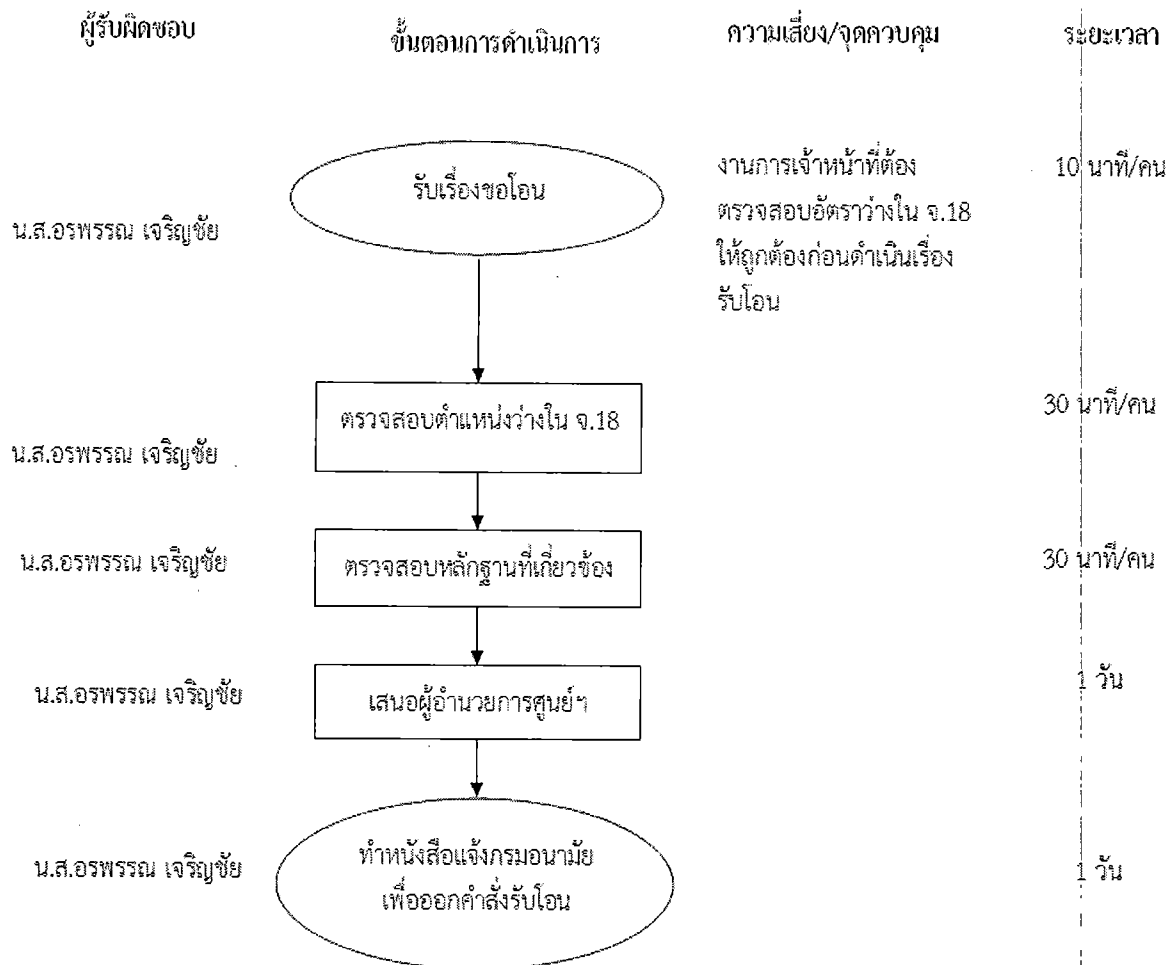 ผู้รับผิดชอบ
ขั้นตอนการดำเนินการ
ความเสี่ยง/จุดควบคุม
ระยะเวลา
น.ส.อรพรรณ เจริญชัย
รับเรื่องขอโอน
งานการเจ้าหน้าที่ต้อง
ตรวจสอบอัตราว่างใน จ.18
ให้ถูกต้องก่อนดำเนินเรื่อง
รับโอน
10 นาที/คน
น.ส.อรพรรณ เจริญชัย
ตรวจสอบตำแหน่งว่างใน จ.18
30 นาที/คน
น.ส.อรพรรณ เจริญชัย
ตรวจสอบหลักฐานที่เกี่ยวข้อง
30 นาที/คน
น.ส.อรพรรณ เจริญชัย
เสนอผู้อำนวยการศูนย์ฯ
1 วัน
น.ส.อรพรรณ เจริญชัย
ทำหนังสือแจ้งกรมอนามัย
เพื่อออกคำสั่งรับโอน
1 วัน